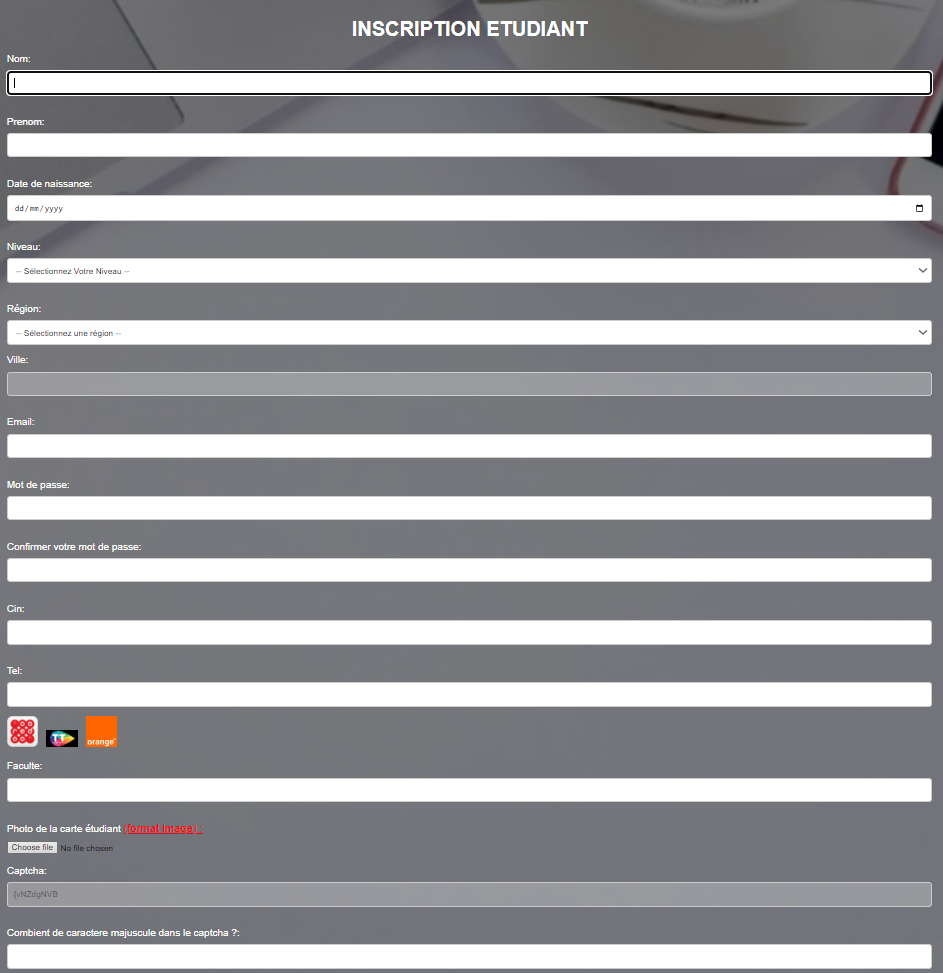 INSCRIPTION ETUDIANT
Nom:
Prenom:
Date de naissance:
dd/mm/yyyy
Niveau:
-- Sélectionnez Votre Niveau --
Région:
-- Sélectionnez une région --
Ville:
Email:
Mot de passe:
Confirmer votre mot de passe:
Cin:
Tel:
TT orange
Faculte:
Photo de la carte étudiant (format image) :
Choose file No file chosen
Captcha:
[vNZdgNVB
Combient de caractere majuscule dans le captcha ?: